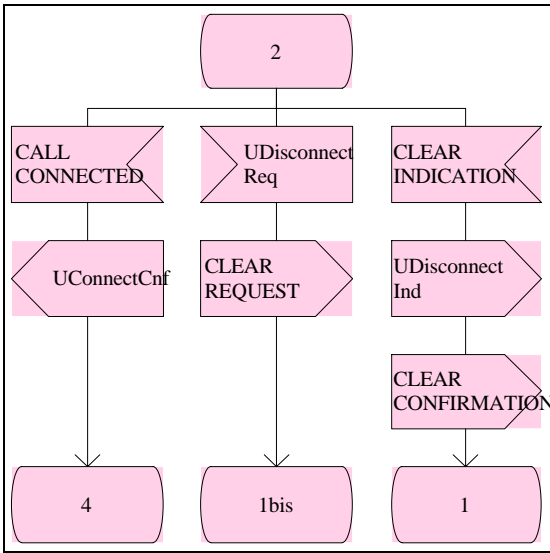 2
CALL
CONNECTED
UDisconnect
Req
CLEAR
INDICATION
UConnectCnf
CLEAR
REQUEST
UDisconnect
Ind
CLEAR
CONFIRMATION
4
1bis
1